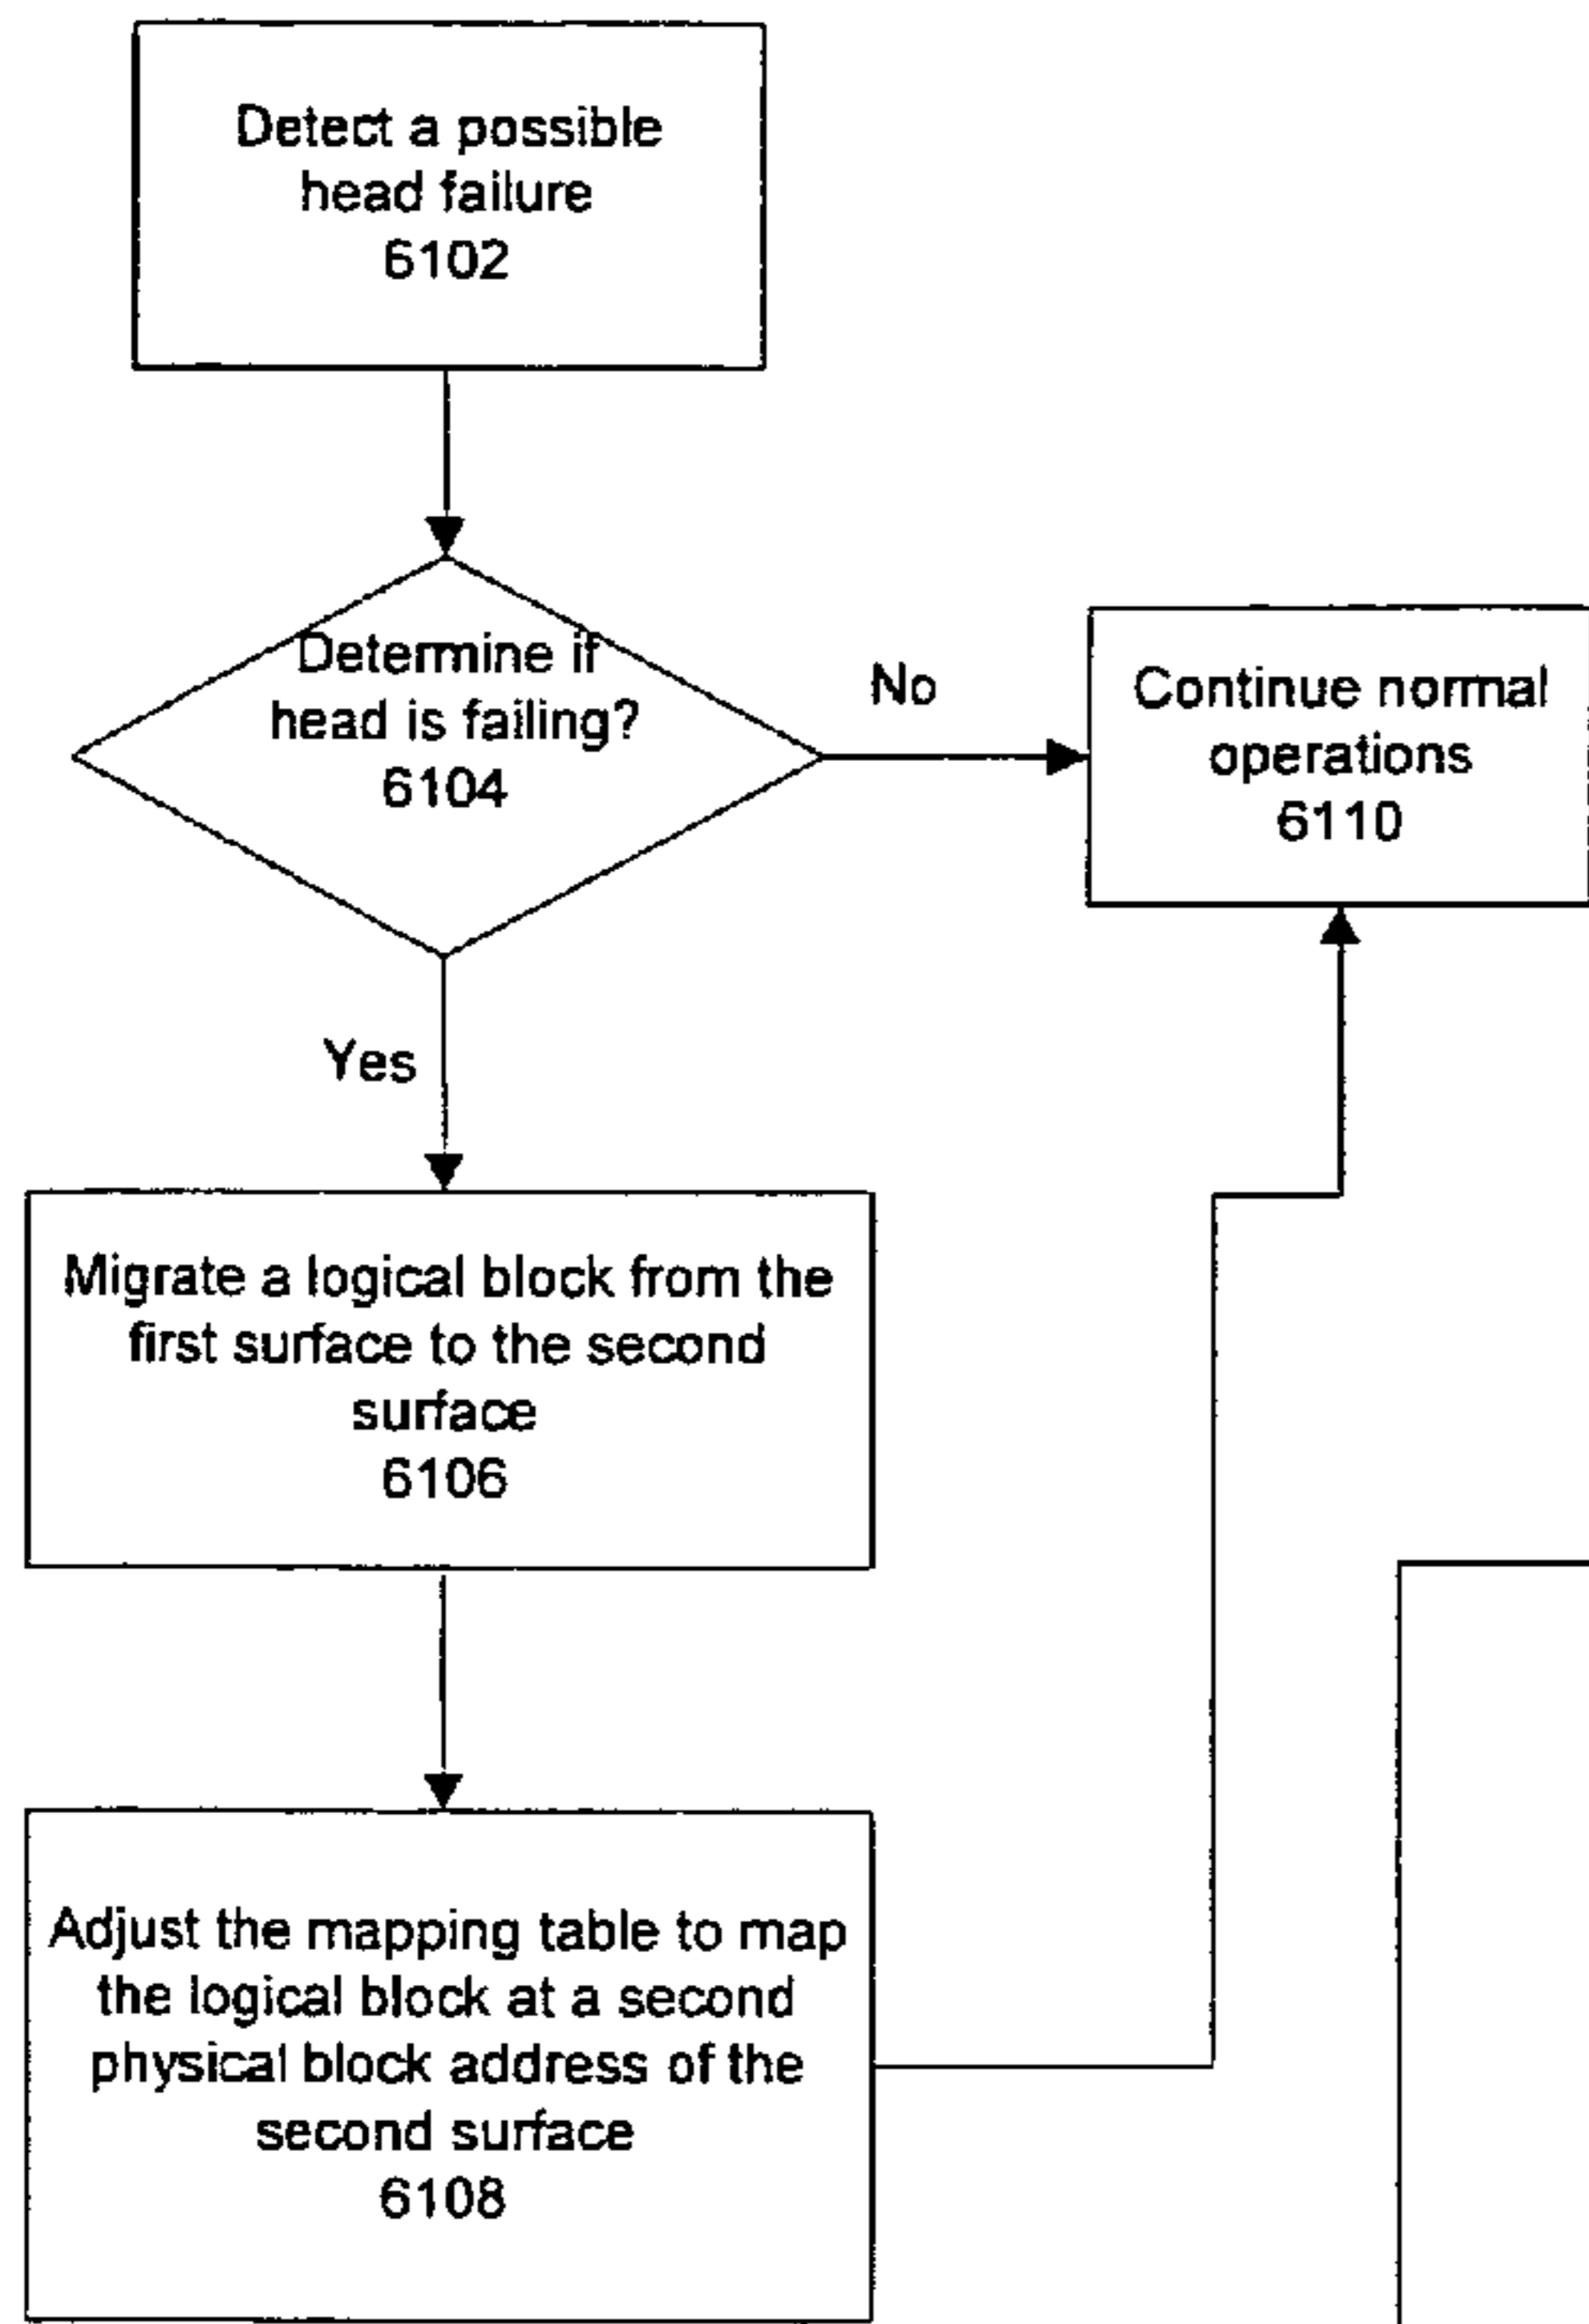 Detect a possible
head failure
6102
Determine if
head is failing?
6104
No
Continue normal
operations
6110
Yes
Migrate a logical block from the
first surface to the second
surface
6106
Adjust the mapping table to map
the logical block at a second
physical block address of the
second surface
6108